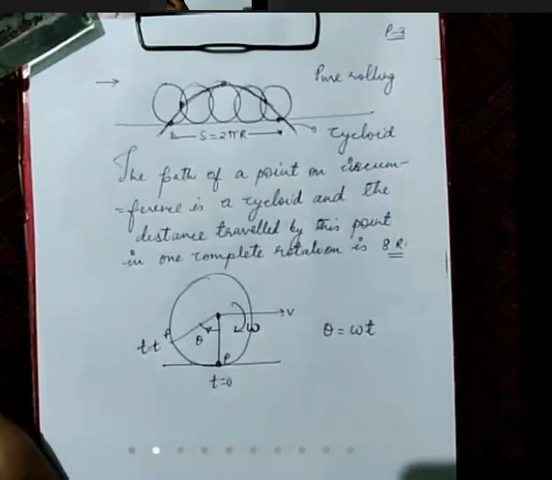 P-3
Pure rolling
S = 2πR
cycloid
The path of a point on circum-
-ference is a cycloid and the
distance travelled by this point
in one complete rotation is 8R.
v
ω
θ = ωt
P
θ
t=t
P
t=0